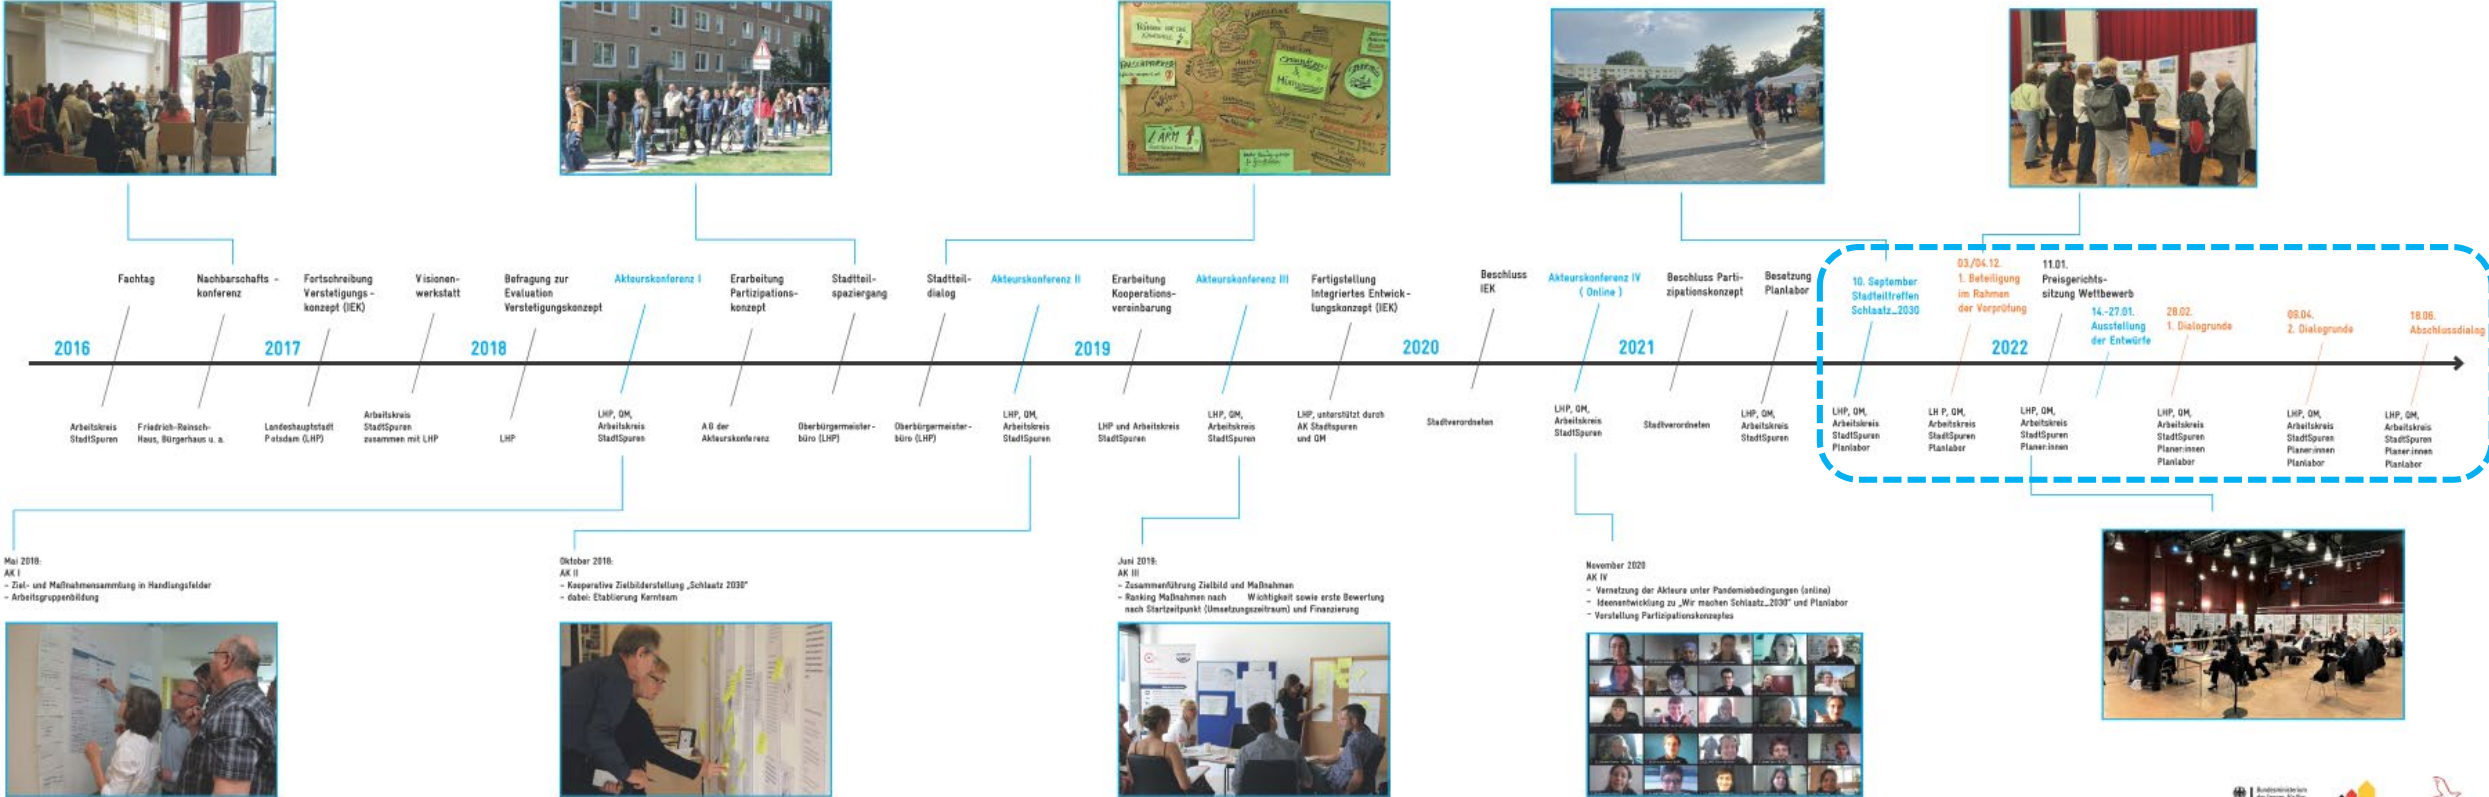 BÜHNEN FÜR DIE
FALSCHPARKER
LÄRM
Fachtag
Nachbarschafts -
konferenz
Fortschreibung
Verstetigungs -
konzept (IEK)
Visionen-
werkstatt
Befragung zur
Evaluation
Verstetigungskonzept
Akteurskonferenz I
Erarbeitung
Partizipations-
konzept
Stadtteil-
spaziergang
Stadtteil-
dialog
Akteurskonferenz II
Erarbeitung
Kooperations-
vereinbarung
Akteurskonferenz III
Fertigstellung
Integriertes Entwick -
lungskonzept (IEK)
Beschluss
IEK
Akteurskonferenz IV
( Online )
Beschluss Parti-
zipationskonzept
Besetzung
Planlabor
10. September
Stadtteiltreffen
Schlaatz_2030
03./04.12.
1. Beteiligung
im Rahmen
der Vorprüfung
11.01.
Preisgerichts-
sitzung Wettbewerb
14.-27.01.
Ausstellung
der Entwürfe
28.02.
1. Dialogrunde
09.04.
2. Dialogrunde
18.06.
Abschlussdialog
2016
2017
2018
2019
2020
2021
2022
Arbeitskreis
StadtSpuren
Friedrich-Reinsch-
Haus, Bürgerhaus u. a.
Landeshauptstadt
Potsdam (LHP)
Arbeitskreis
StadtSpuren
zusammen mit LHP
LHP
LHP, QM,
Arbeitskreis
StadtSpuren
AG der
Akteurskonferenz
Oberbürgermeister-
büro (LHP)
Oberbürgermeister-
büro (LHP)
LHP, QM,
Arbeitskreis
StadtSpuren
LHP und Arbeitskreis
StadtSpuren
LHP, QM,
Arbeitskreis
StadtSpuren
LHP, unterstützt durch
AK Stadtspuren
und QM
Stadtverordneten
LHP, QM,
Arbeitskreis
StadtSpuren
Stadtverordneten
LHP, QM,
Arbeitskreis
StadtSpuren
LHP, QM,
Arbeitskreis
StadtSpuren
Planlabor
LH P, QM,
Arbeitskreis
StadtSpuren
Planlabor
LHP, QM,
Arbeitskreis
StadtSpuren
Planer:innen
LHP, QM,
Arbeitskreis
StadtSpuren
Planer:innen
Planlabor
LHP, QM,
Arbeitskreis
StadtSpuren
Planer:innen
Planlabor
LHP, QM,
Arbeitskreis
StadtSpuren
Planer:innen
Planlabor
Mai 2018:
AK I
- Ziel- und Maßnahmensammlung in Handlungsfelder
- Arbeitsgruppenbildung
Oktober 2018:
AK II
- Kooperative Zielbilderstellung „Schlaatz 2030"
- dabei: Etablierung Kernteam
Juni 2019:
AK III
- Zusammenführung Zielbild und Maßnahmen
- Ranking Maßnahmen nach Wichtigkeit sowie erste Bewertung
nach Startzeitpunkt (Umsetzungszeitraum) und Finanzierung
November 2020
AK IV
- Vernetzung der Akteure unter Pandemiebedingungen (online)
- Ideenentwicklung zu „Wir machen Schlaatz_2030" und Planlabor
- Vorstellung Partizipationskonzeptes
Bundesministerium